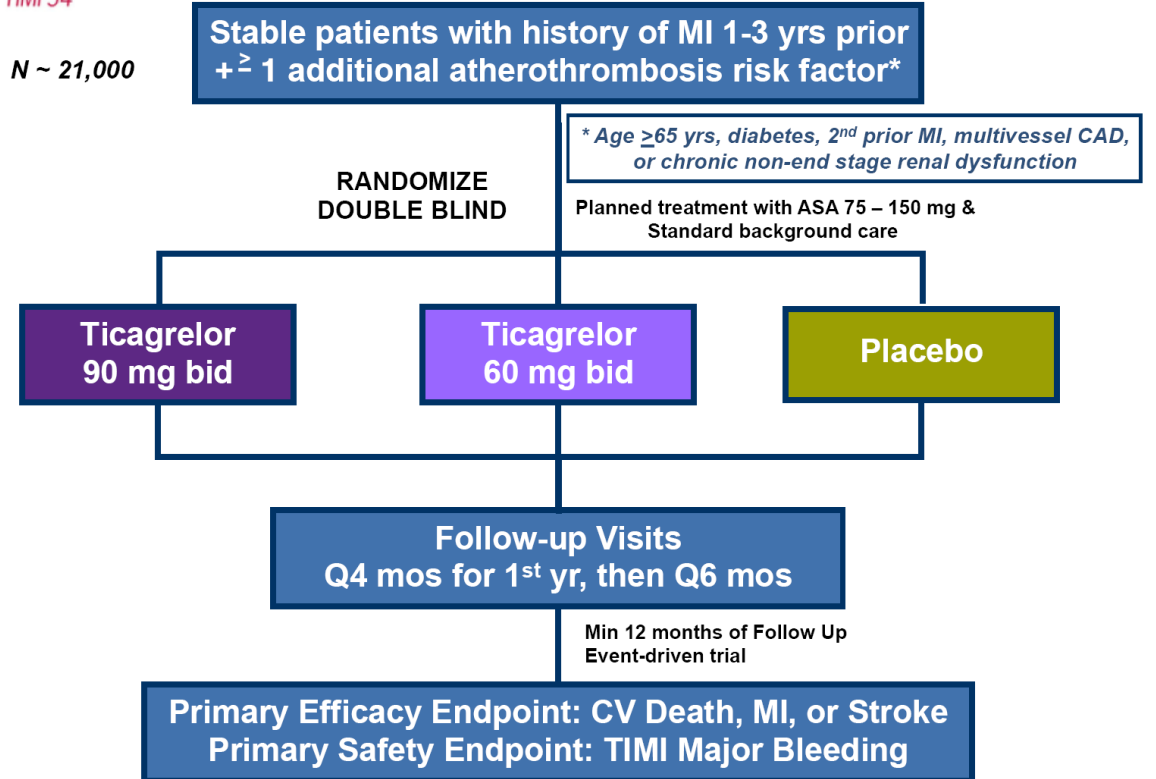 TIMI 54
Stable patients with history of MI 1-3 yrs prior
+ ≥ 1 additional atherothrombosis risk factor*
N ~ 21,000
* Age ≥65 yrs, diabetes, 2nd prior MI, multivessel CAD,
or chronic non-end stage renal dysfunction
RANDOMIZE
DOUBLE BLIND
Planned treatment with ASA 75 – 150 mg &
Standard background care
Ticagrelor
90 mg bid
Ticagrelor
60 mg bid
Placebo
Follow-up Visits
Q4 mos for 1st yr, then Q6 mos
Min 12 months of Follow Up
Event-driven trial
Primary Efficacy Endpoint: CV Death, MI, or Stroke
Primary Safety Endpoint: TIMI Major Bleeding